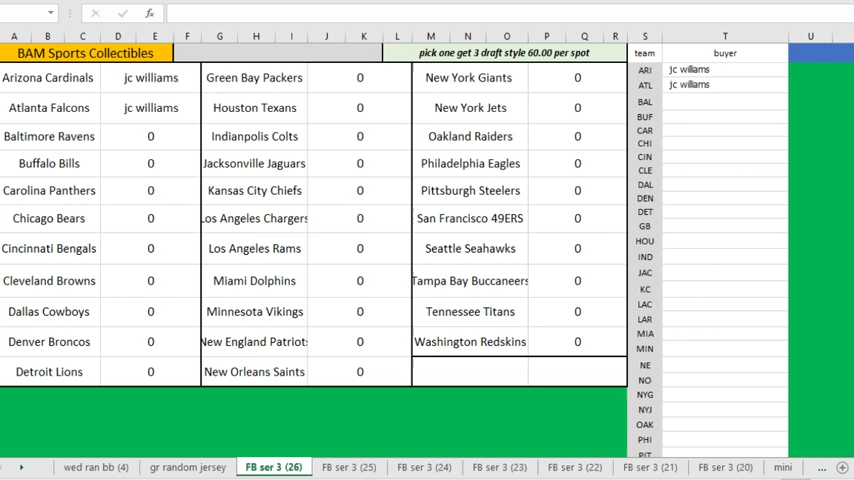 fx
A B C D E F G H I J K L M N O P Q R S T U
BAM Sports Collectibles pick one get 3 draft style 60.00 per spot team buyer
Arizona Cardinals jc williams Green Bay Packers 0 New York Giants 0 ARI jc willams
Atlanta Falcons jc williams Houston Texans 0 New York Jets 0 ATL jc willams
Baltimore Ravens 0 Indianpolis Colts 0 Oakland Raiders 0 BAL
Buffalo Bills 0 Jacksonville Jaguars 0 Philadelphia Eagles 0 BUF
Carolina Panthers 0 Kansas City Chiefs 0 Pittsburgh Steelers 0 CAR
CHI
Chicago Bears 0 Los Angeles Chargers 0 San Francisco 49ERS 0 CIN
CLE
Cincinnati Bengals 0 Los Angeles Rams 0 Seattle Seahawks 0 DAL
DEN
DET
Cleveland Browns 0 Miami Dolphins 0 Tampa Bay Buccaneers 0 GB
HOU
IND
Dallas Cowboys 0 Minnesota Vikings 0 Tennessee Titans 0 JAC
KC
Denver Broncos 0 New England Patriots 0 Washington Redskins 0 LAC
LAR
MIA
Detroit Lions 0 New Orleans Saints 0 MIN
NE
NO
NYG
NYJ
OAK
PHI
PIT
wed ran bb (4) gr random jersey FB ser 3 (26) FB ser 3 (25) FB ser 3 (24) FB ser 3 (23) FB ser 3 (22) FB ser 3 (21) FB ser 3 (20) mini ...